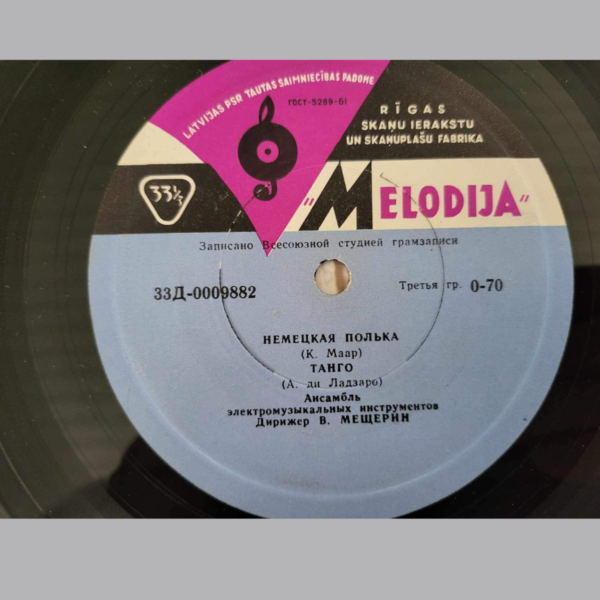 LATVIJAS PSR TAUTAS SAIMNIECĪBAS PADOME
ГОСТ-5289-61
RĪGAS
SKAŅU IERAKSTU
UN SKAŅUPLAŠU FABRIKA
33⅓
"MELODIJA"
Записано Всесоюзной студией грамзаписи
33Д-0009882
Третья гр. 0-70
НЕМЕЦКАЯ ПОЛЬКА
(К. Маар)
ТАНГО
(А. ди Ладзаро)
Ансамбль
электромузыкальных инструментов
Дирижер В. МЕЩЕРИН